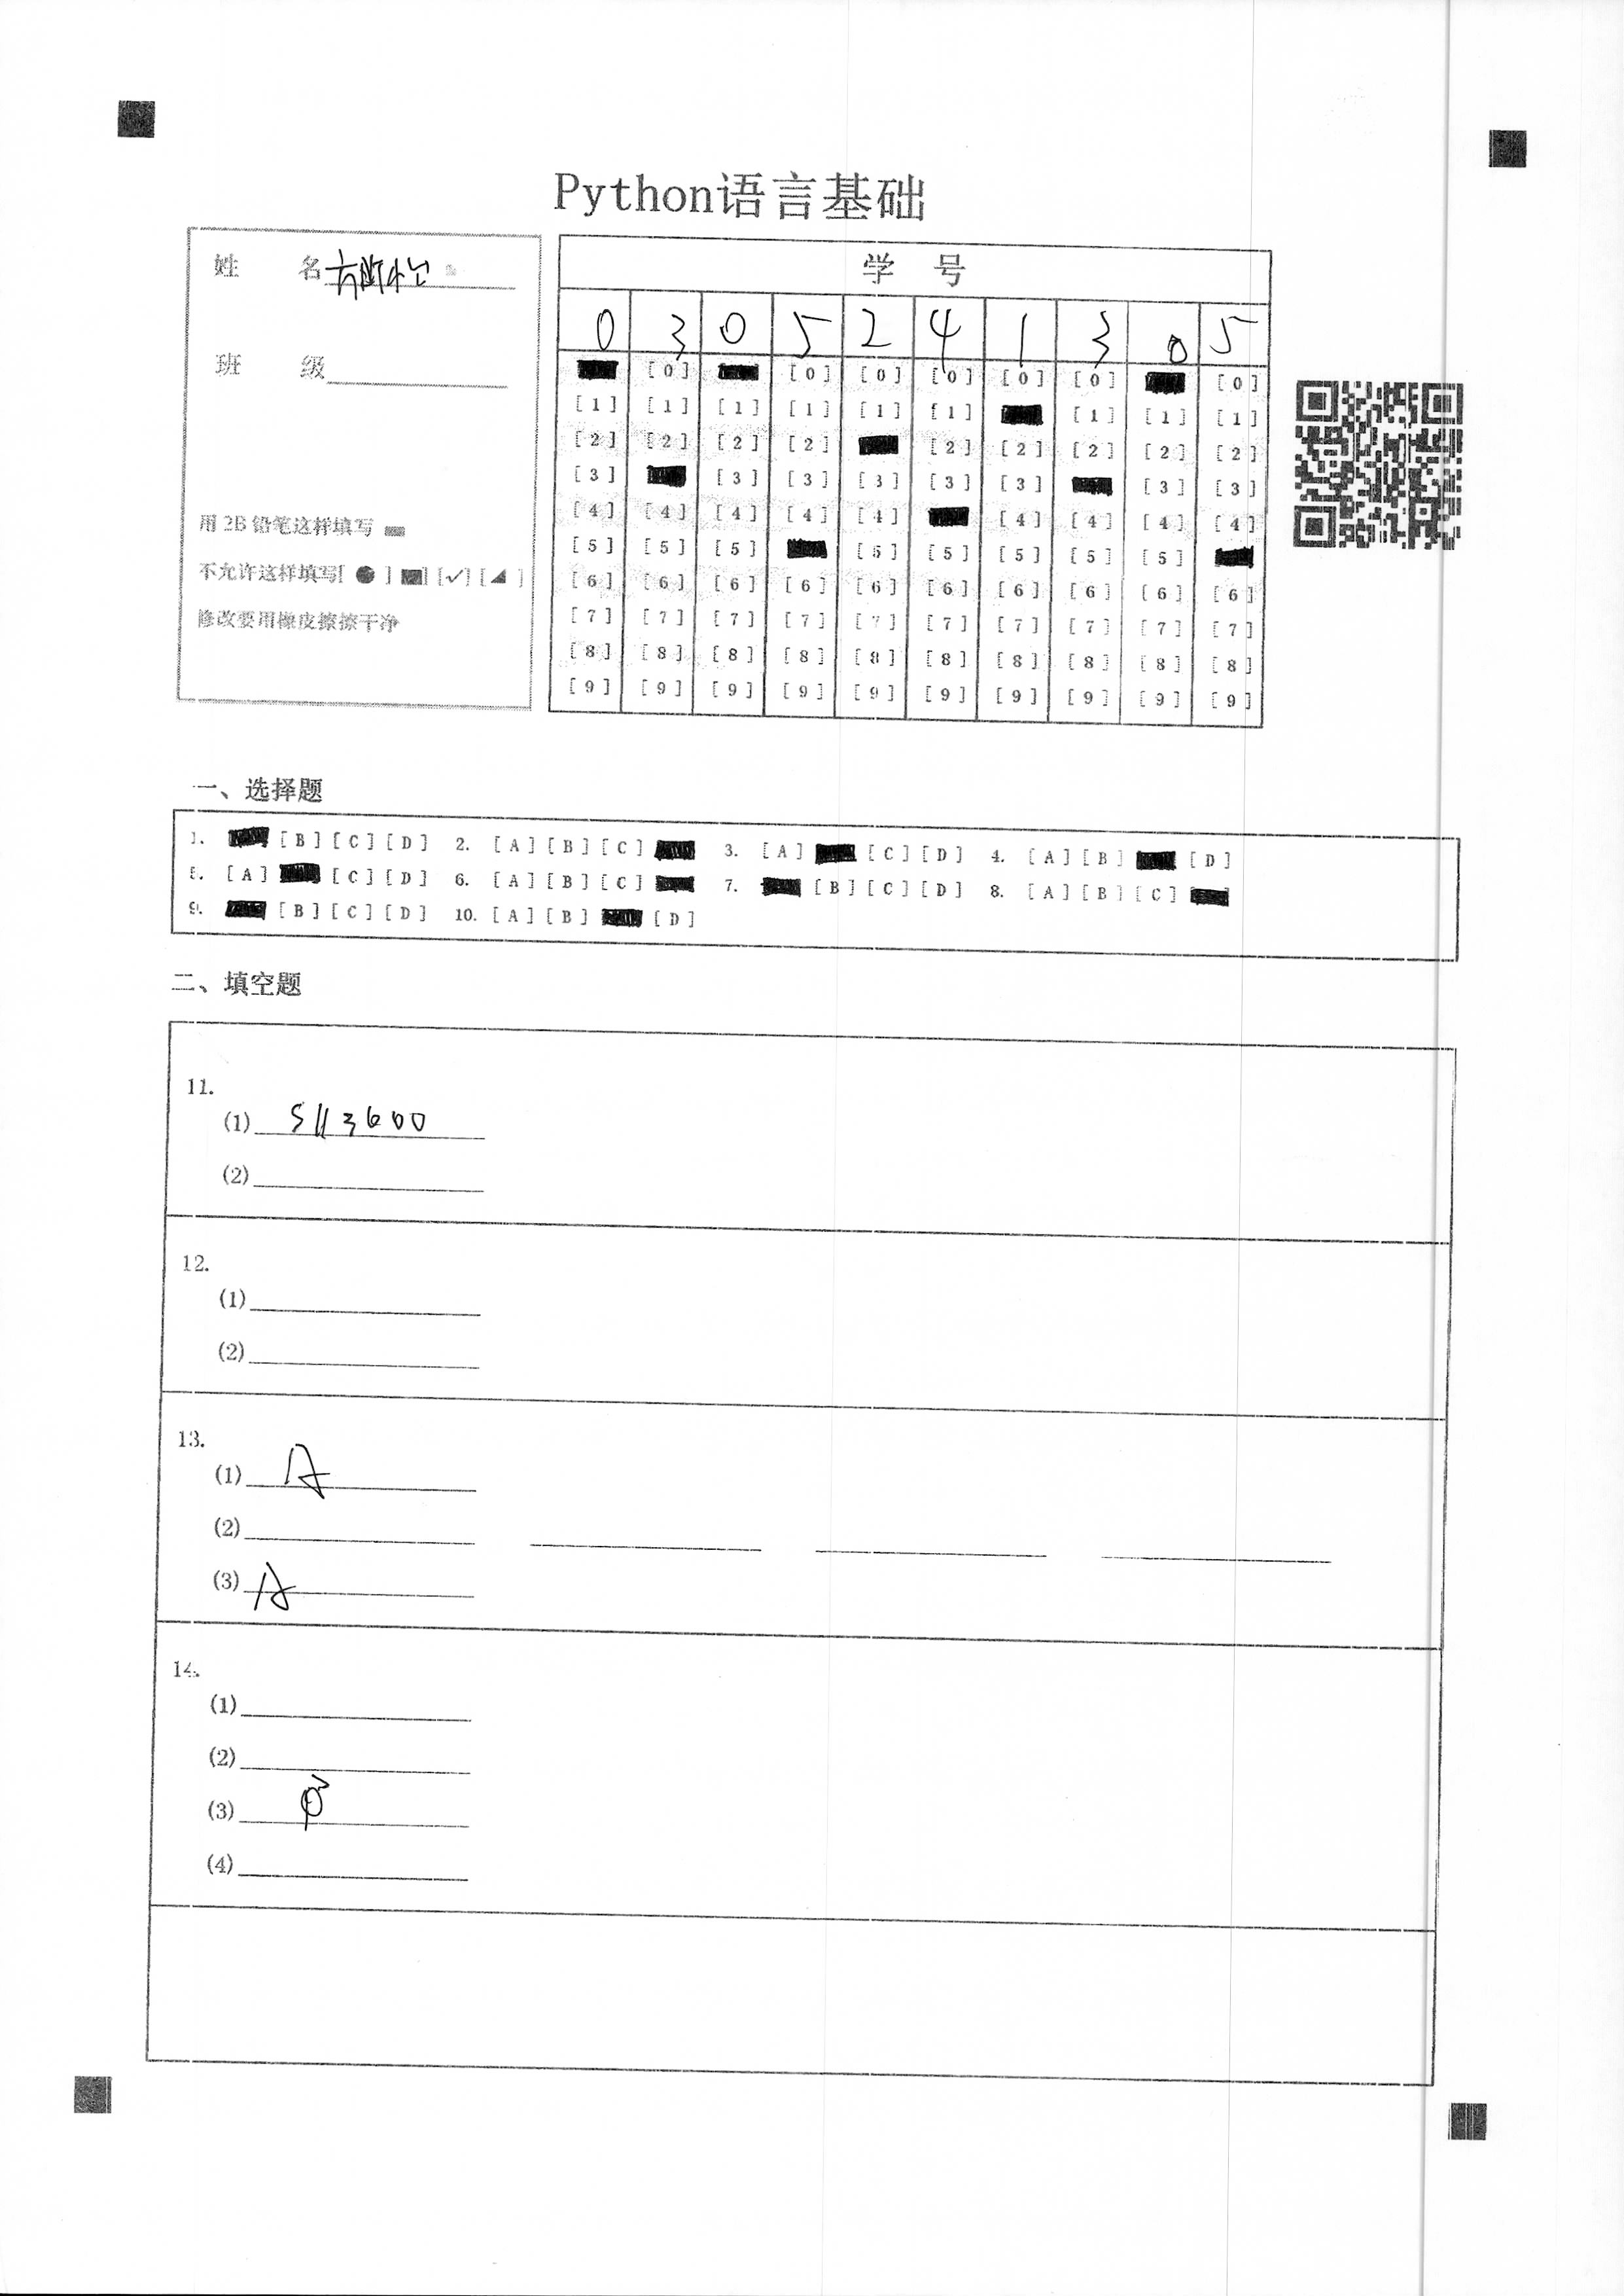 Python语言基础
姓 名
学 号
0 3 0 5 2 4 1 3 0 5
班 级
[0] [0] [0] [0] [0] [0] [0]
[1] [1] [1] [1] [1] [1] [1] [1] [1]
[2] [2] [2] [2] [2] [2] [2] [2] [2]
[3] [3] [3] [3] [3] [3] [3] [3]
[4] [4] [4] [4] [4] [4] [4] [4] [4]
[5] [5] [5] [5] [5] [5] [5] [5]
[6] [6] [6] [6] [6] [6] [6] [6] [6] [6]
[7] [7] [7] [7] [7] [7] [7] [7] [7] [7]
[8] [8] [8] [8] [8] [8] [8] [8] [8] [8]
[9] [9] [9] [9] [9] [9] [9] [9] [9] [9]
用2B铅笔这样填写
不允许这样填写[●] [■] [✓] [◢]
修改要用橡皮擦擦干净
一、选择题
1. [B] [C] [D] 2. [A] [B] [C] 3. [A] [C] [D] 4. [A] [B] [D]
5. [A] [C] [D] 6. [A] [B] [C] 7. [B] [C] [D] 8. [A] [B] [C]
9. [B] [C] [D] 10. [A] [B] [D]
二、填空题
11.
(1) S//3600
(2)
12.
(1)
(2)
13.
(1) A
(2)
(3) A
14.
(1)
(2)
(3)
(4)